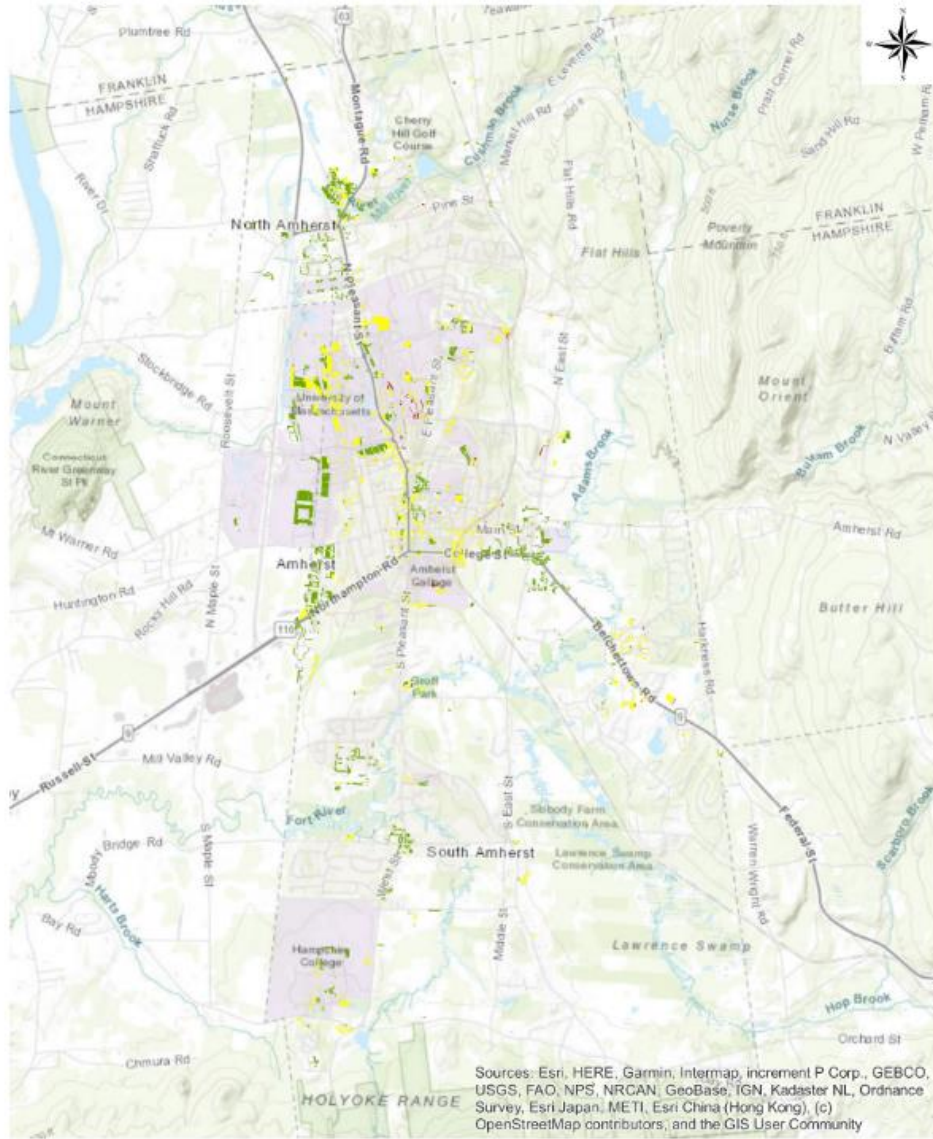 63
Plumtree Rd
FRANKLIN
HAMPSHIRE
Shattuck Rd
River Dr
Montague Rd
Cherry
Hill Golf
Course
Cushman Brook
E Leverett Rd
Market Hill Rd
Nurse Brook
Pratt Corner Rd
Sand Hill Rd
W Pelham R
Mill River
Pine St
Flat Hills Rd
North Amherst
Flat Hills
Poverty
Mountain
FRANKLIN
HAMPSHIRE
N Pleasant St
Stockbridge Rd
Roosevelt St
University of
Massachusetts
E Pleasant St
N East St
Buffam Rd
Mount
Warner
Mount
Orient
Connecticut
River Greenway
St Pk
Adams Brook
Buffam Brook
N Valley
Mt Warner Rd
Main St
Amherst Rd
Amherst
Northampton Rd
College St
Amherst
College
Huntington Rd
Rocky Hill Rd
N Maple St
116
S Pleasant St
Belchertown Rd
Harkness Rd
Butter Hill
Groff
Park
9
9
Russell St
Mill Valley Rd
Fort River
S East St
Conservation Area
Federal St
Scarboro Brook
Moody
Bridge Rd
S Maple St
West St
South Amherst
Lawrence Swamp
Conservation Area
Warren Wright Rd
Harts Brook
Bay Rd
Middle St
Hampshire
College
Lawrence Swamp
Hop Brook
Orchard St
Chmura Rd
HOLYOKE RANGE
Sources: Esri, HERE, Garmin, Intermap, increment P Corp., GEBCO,
USGS, FAO, NPS, NRCAN, GeoBase, IGN, Kadaster NL, Ordnance
Survey, Esri Japan, METI, Esri China (Hong Kong), (c)
OpenStreetMap contributors, and the GIS User Community